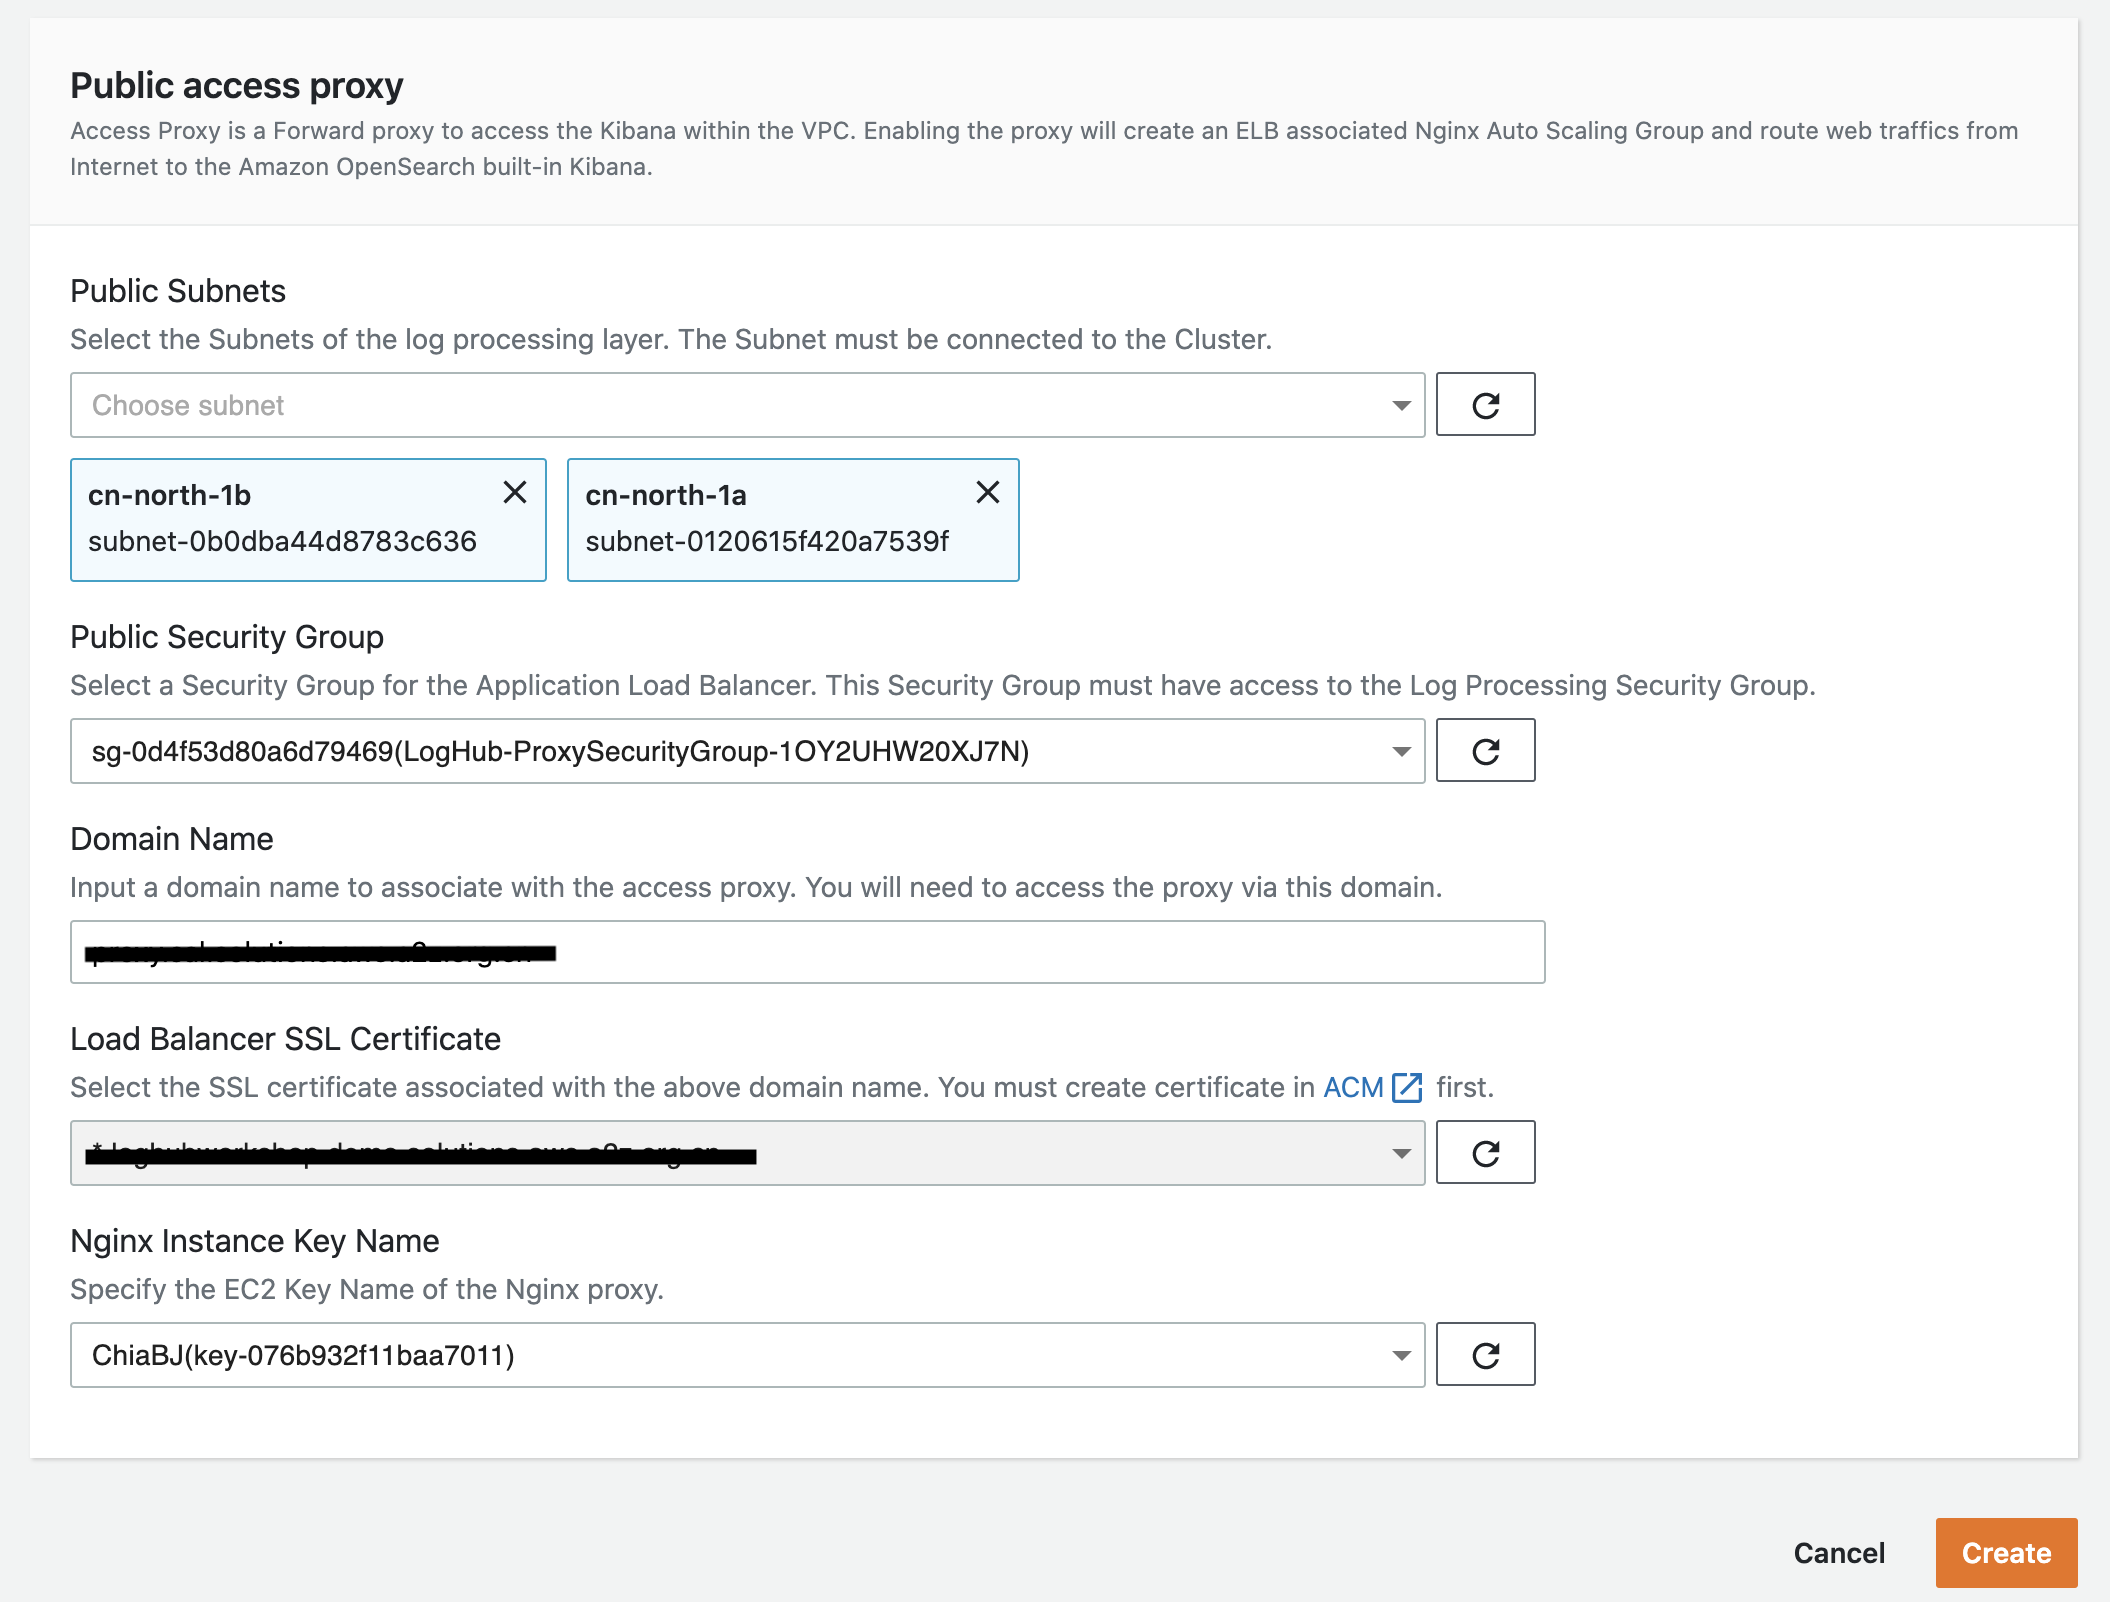 Public access proxy
Access Proxy is a Forward proxy to access the Kibana within the VPC. Enabling the proxy will create an ELB associated Nginx Auto Scaling Group and route web traffics from
Internet to the Amazon OpenSearch built-in Kibana.
Public Subnets
Select the Subnets of the log processing layer. The Subnet must be connected to the Cluster.
Choose subnet
cn-north-1b
subnet-0b0dba44d8783c636
cn-north-1a
subnet-0120615f420a7539f
Public Security Group
Select a Security Group for the Application Load Balancer. This Security Group must have access to the Log Processing Security Group.
sg-0d4f53d80a6d79469(LogHub-ProxySecurityGroup-1OY2UHW20XJ7N)
Domain Name
Input a domain name to associate with the access proxy. You will need to access the proxy via this domain.
Load Balancer SSL Certificate
Select the SSL certificate associated with the above domain name. You must create certificate in ACM first.
Nginx Instance Key Name
Specify the EC2 Key Name of the Nginx proxy.
ChiaBJ(key-076b932f11baa7011)
Cancel
Create